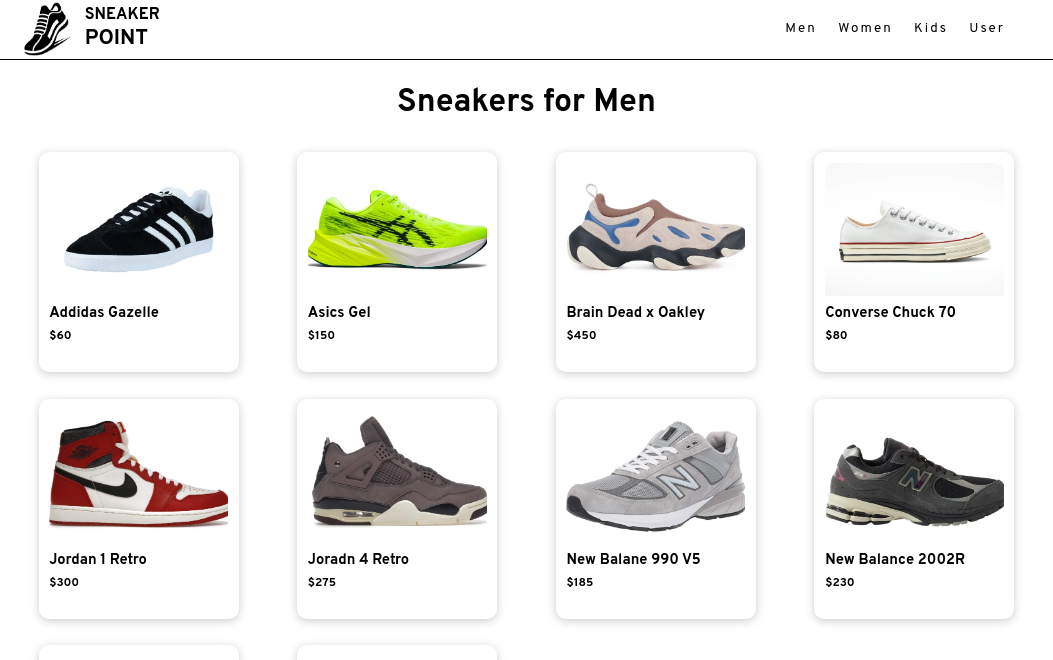 SNEAKER
POINT
Men Women Kids User
Sneakers for Men
Addidas Gazelle
$60
Asics Gel
$150
Brain Dead x Oakley
$450
Converse Chuck 70
$80
Jordan 1 Retro
$300
Joradn 4 Retro
$275
New Balane 990 V5
$185
New Balance 2002R
$230